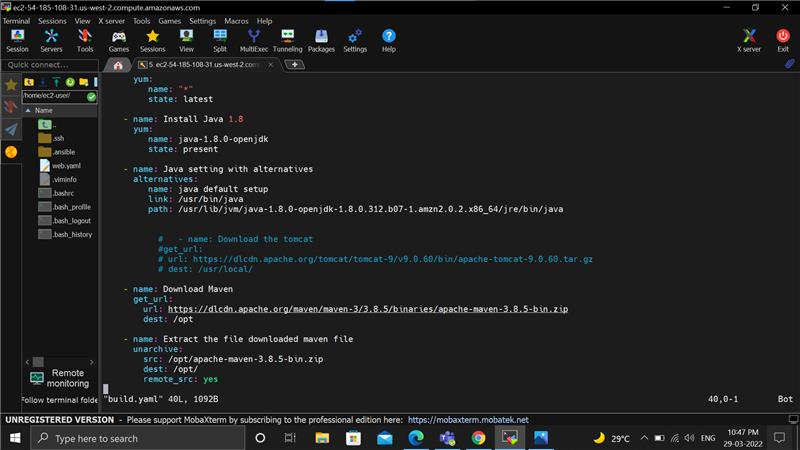 ec2-54-185-108-31.us-west-2.compute.amazonaws.com
Terminal Sessions View X server Tools Games Settings Macros Help
Session Servers Tools Games Sessions View Split MultiExec Tunneling Packages Settings Help X server Exit
Quick connect...
5. ec2-54-185-108-31.us-west-2.comp
/home/ec2-user/
Name
..
.ssh
.ansible
web.yaml
.viminfo
.bashrc
.bash_profile
.bash_logout
.bash_history
Remote
monitoring
Follow terminal folde
yum:
name: "*"
state: latest
- name: Install Java 1.8
yum:
name: java-1.8.0-openjdk
state: present
- name: Java setting with alternatives
alternatives:
name: java default setup
link: /usr/bin/java
path: /usr/lib/jvm/java-1.8.0-openjdk-1.8.0.312.b07-1.amzn2.0.2.x86_64/jre/bin/java
# - name: Download the tomcat
#get_url:
# url: https://dlcdn.apache.org/tomcat/tomcat-9/v9.0.60/bin/apache-tomcat-9.0.60.tar.gz
# dest: /usr/local/
- name: Download Maven
get_url:
url: https://dlcdn.apache.org/maven/maven-3/3.8.5/binaries/apache-maven-3.8.5-bin.zip
dest: /opt
- name: Extract the file downloaded maven file
unarchive:
src: /opt/apache-maven-3.8.5-bin.zip
dest: /opt/
remote_src: yes
"build.yaml" 40L, 1092B 40,0-1 Bot
UNREGISTERED VERSION - Please support MobaXterm by subscribing to the professional edition here: https://mobaxterm.mobatek.net
Type here to search
29°C
ENG
10:47 PM
29-03-2022